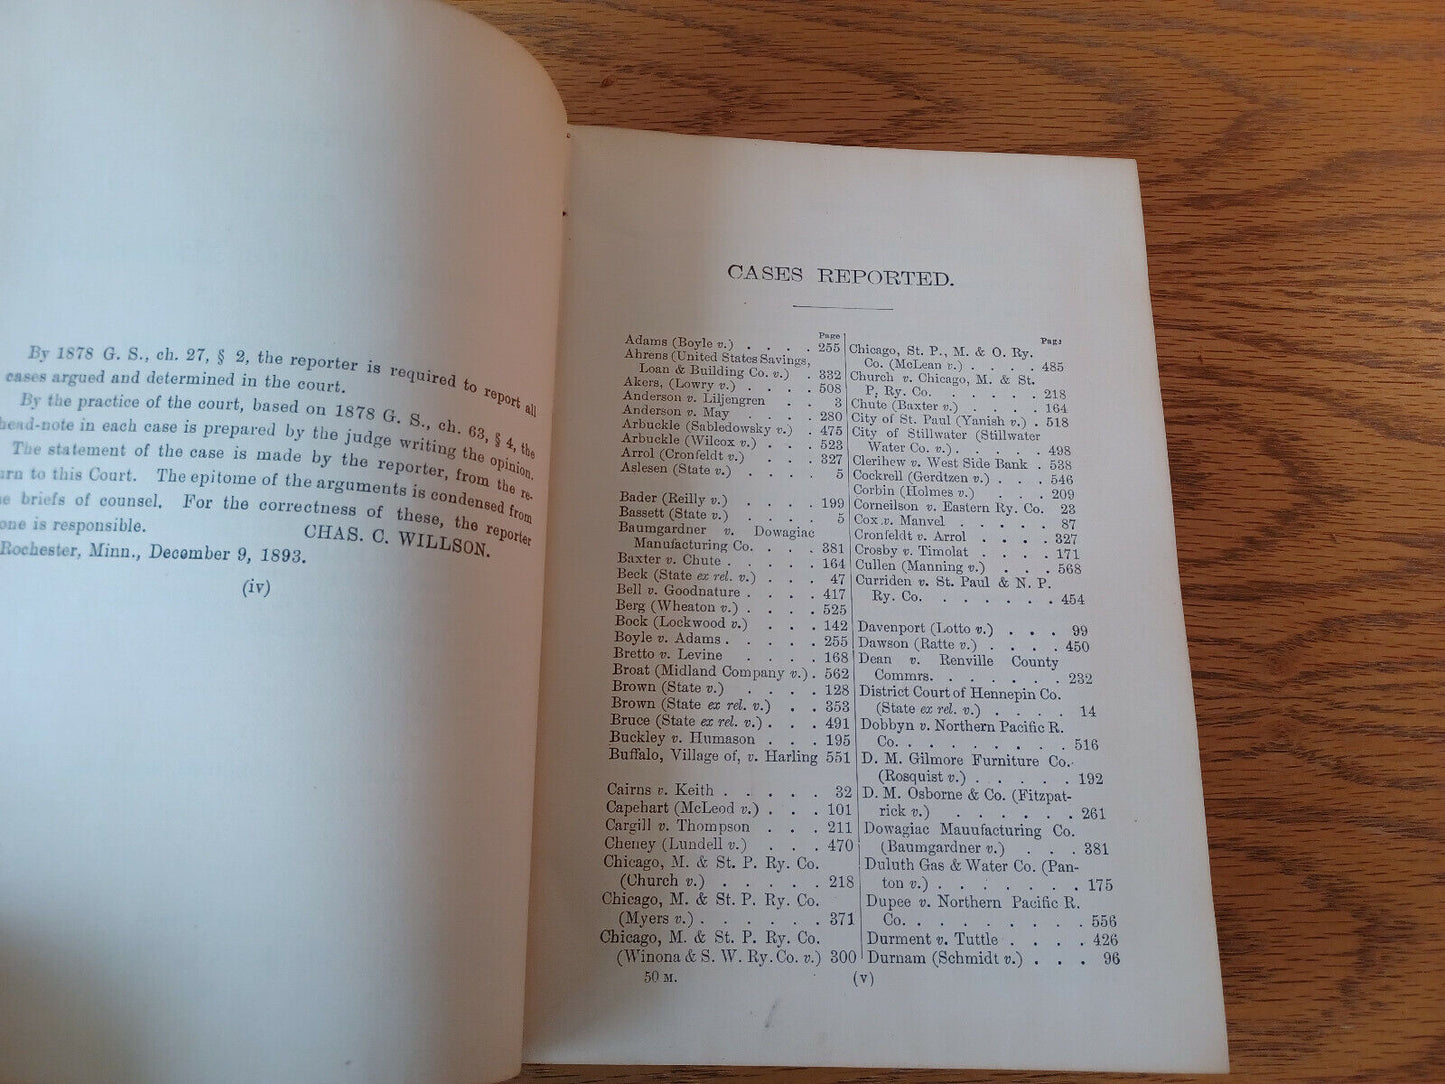 By 1878 G. S., ch. 27, § 2, the reporter is required to report all
cases argued and determined in the court.
By the practice of the court, based on 1878 G. S., ch. 63, § 4, the
head-note in each case is prepared by the judge writing the opinion.
The statement of the case is made by the reporter, from the re-
urn to this Court. The epitome of the arguments is condensed from
e briefs of counsel. For the correctness of these, the reporter
one is responsible.
CHAS. C. WILLSON.
Rochester, Minn., December 9, 1893.
(iv)
CASES REPORTED.
Page
Adams (Boyle v.) . . . . 255
Ahrens (United States Savings,
Loan & Building Co. v.) . 332
Akers, (Lowry v.) . . . . 508
Anderson v. Liljengren . . 3
Anderson v. May . . . 280
Arbuckle (Sabledowsky v.) . 475
Arbuckle (Wilcox v.) . . . 523
Arrol (Cronfeldt v.) . . . 327
Aslesen (State v.) . . . . 5
Bader (Reilly v.) . . . . 199
Bassett (State v.) . . . . 5
Baumgardner v. Dowagiac
Manufacturing Co. . . . 381
Baxter v. Chute . . . . . 164
Beck (State ex rel. v.) . . . 47
Bell v. Goodnature . . . . 417
Berg (Wheaton v.) . . . . 525
Bock (Lockwood v.) . . . 142
Boyle v. Adams . . . . . 255
Bretto v. Levine . . . . 168
Broat (Midland Company v.) . 562
Brown (State v.) . . . . 128
Brown (State ex rel. v.) . . 353
Bruce (State ex rel. v.) . . . 491
Buckley v. Humason . . . 195
Buffalo, Village of, v. Harling 551
Cairns v. Keith . . . . . 32
Capehart (McLeod v.) . . . 101
Cargill v. Thompson . . . 211
Cheney (Lundell v.) . . . 470
Chicago, M. & St. P. Ry. Co.
(Church v.) . . . . . 218
Chicago, M. & St. P. Ry. Co.
(Myers v.) . . . . . . 371
Chicago, M. & St. P. Ry. Co.
(Winona & S. W. Ry. Co. v.) 300
50 M.
Page
Chicago, St. P., M. & O. Ry.
Co. (McLean v.) . . . . 485
Church v. Chicago, M. & St.
P, Ry. Co. . . . . . . 218
Chute (Baxter v.) . . . . 164
City of St. Paul (Yanish v.) . 518
City of Stillwater (Stillwater
Water Co. v.) . . . . . 498
Clerihew v. West Side Bank . 538
Cockrell (Gerdtzen v.) . . . 546
Corbin (Holmes v.) . . . 209
Corneilson v. Eastern Ry. Co. 23
Cox v. Manvel . . . . . 87
Cronfeldt v. Arrol . . . . 327
Crosby v. Timolat . . . . 171
Cullen (Manning v.) . . . 568
Curriden v. St. Paul & N. P.
Ry. Co. . . . . . . 454
Davenport (Lotto v.) . . . 99
Dawson (Ratte v.) . . . . 450
Dean v. Renville County
Commrs. . . . . . . 232
District Court of Hennepin Co.
(State ex rel. v.) . . . . 14
Dobbyn v. Northern Pacific R.
Co. . . . . . . . . 516
D. M. Gilmore Furniture Co.
(Rosquist v.) . . . . . 192
D. M. Osborne & Co. (Fitzpat-
rick v.) . . . . . . 261
Dowagiac Manufacturing Co.
(Baumgardner v.) . . . 381
Duluth Gas & Water Co. (Pan-
ton v.) . . . . . . . 175
Dupee v. Northern Pacific R.
Co. . . . . . . . . 556
Durment v. Tuttle . . . . 426
Durnam (Schmidt v.) . . . 96
(v)